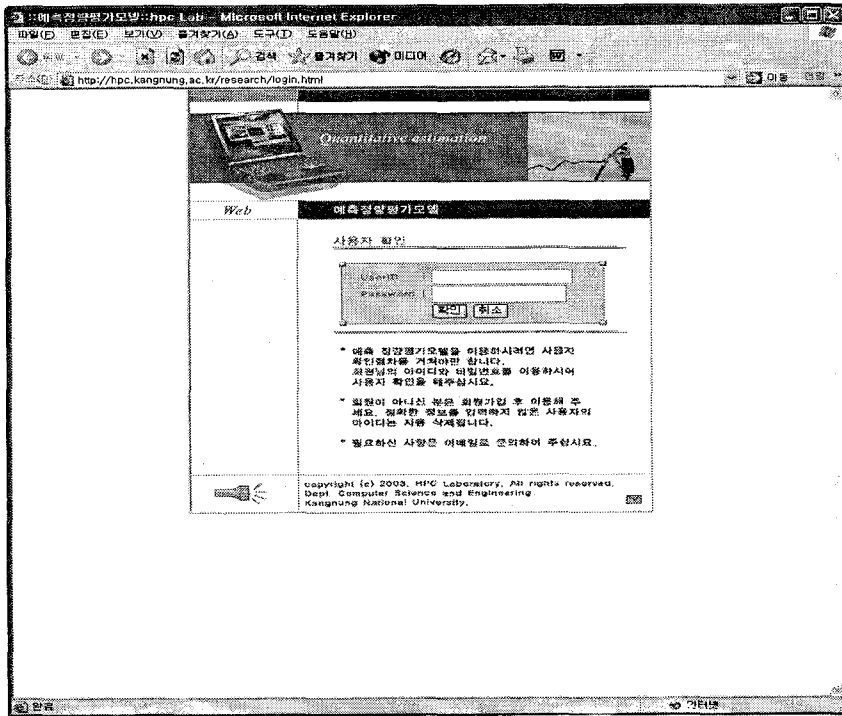 ::예측정량평가모델::hpc Lab - Microsoft Internet Explorer
파일(F) 편집(E) 보기(V) 즐겨찾기(A) 도구(T) 도움말(H)
뒤로 검색 즐겨찾기 미디어
주소(D) http://hpc.kangnung.ac.kr/research/login.html 이동 연결
Quantitative estimation
Web 예측정량평가모델
사용자 확인
UserID
Password
확인 취소
* 예측 정량평가모델을 이용하시려면 사용자
확인절차를 거쳐야만 합니다.
회원님의 아이디와 비밀번호를 이용하시어
사용자 확인을 해주십시요.
* 회원이 아니신 분은 회원가입 후 이용해 주
세요. 정확한 정보를 입력하지 않은 사용자의
아이디는 자동 삭제됩니다.
* 필요하신 사항은 이메일로 문의하여 주십시요.
copyright (c) 2003. HPC Laboratory, All rights reserved.
Dept. Computer Science and Engineering.
Kangnung National University.
완료 인터넷